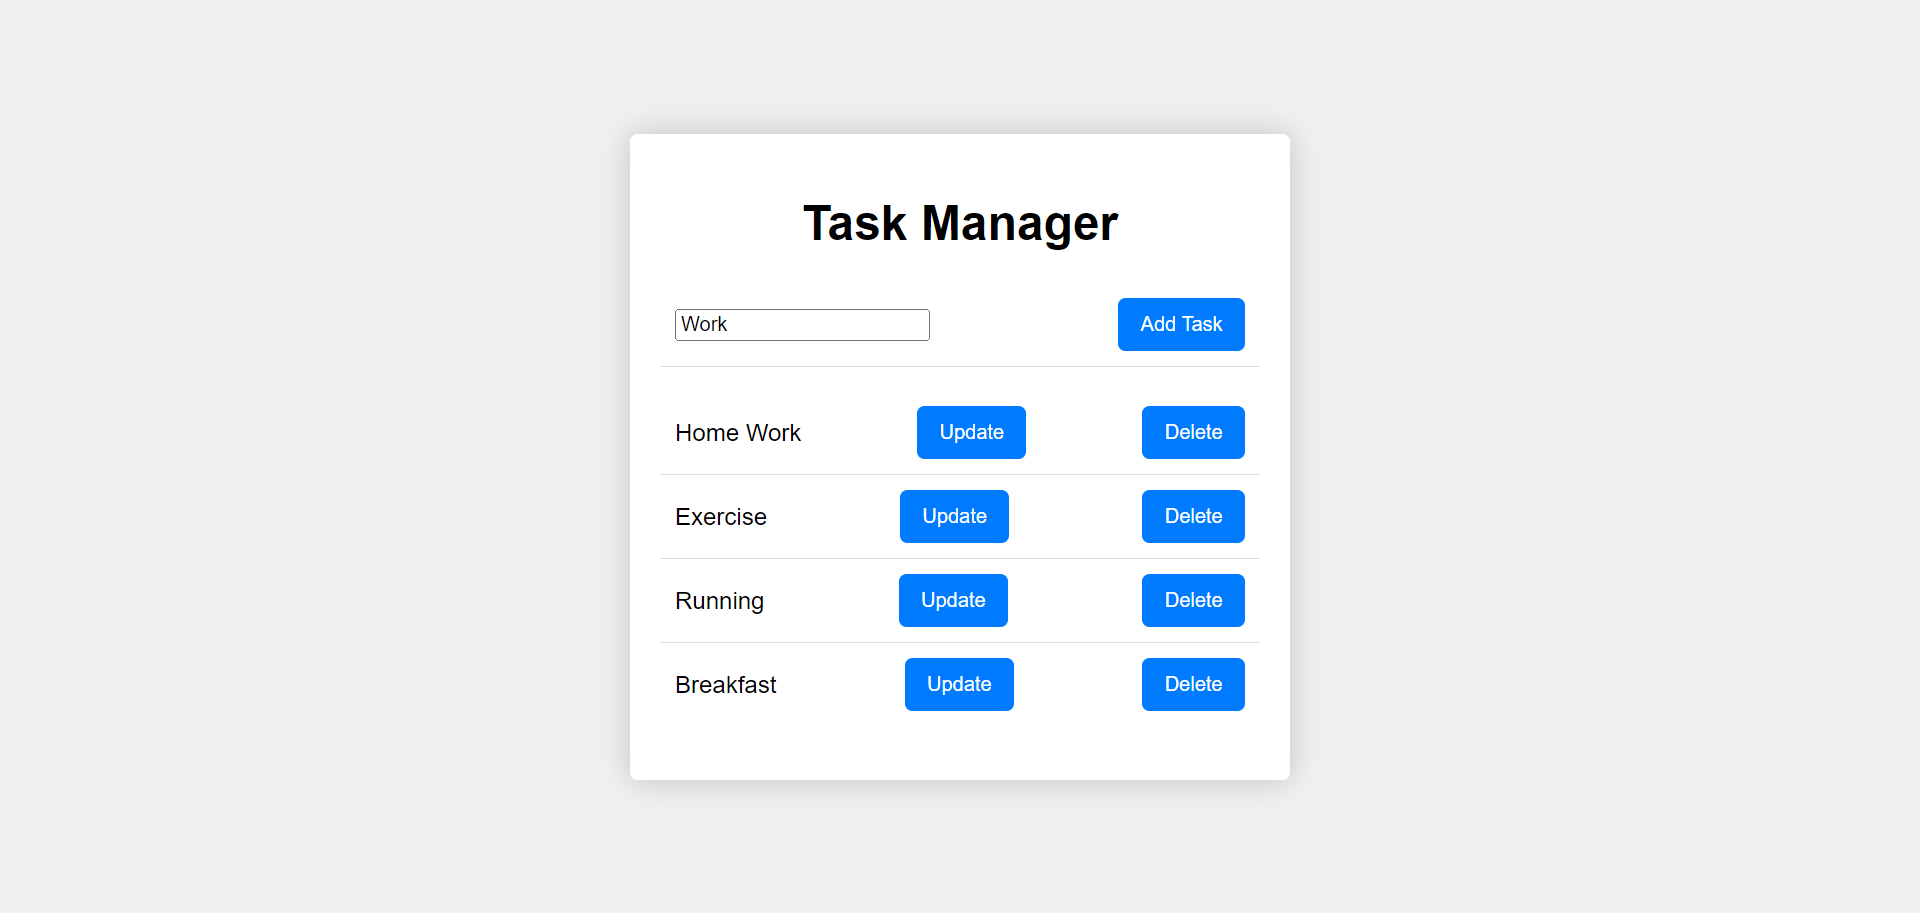 Task Manager
Work Add Task
Home Work Update Delete
Exercise Update Delete
Running Update Delete
Breakfast Update Delete